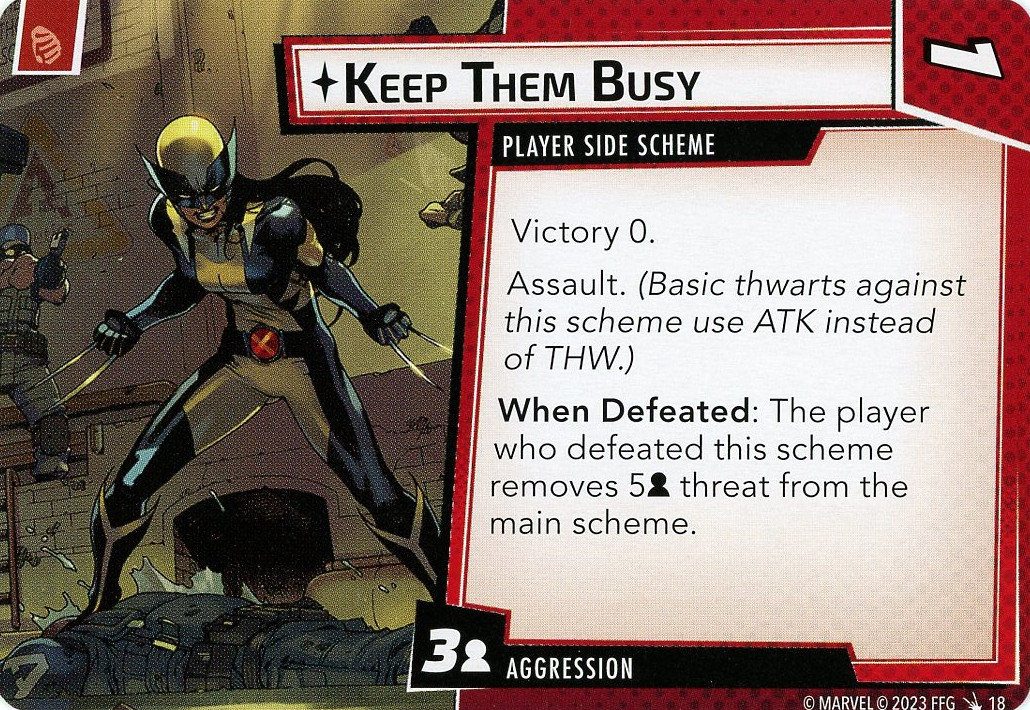 KEEP THEM BUSY
1
PLAYER SIDE SCHEME
Victory 0.
Assault. (Basic thwarts against
this scheme use ATK instead
of THW.)
When Defeated: The player
who defeated this scheme
removes 5 threat from the
main scheme.
3
AGGRESSION
© MARVEL © 2023 FFG 18